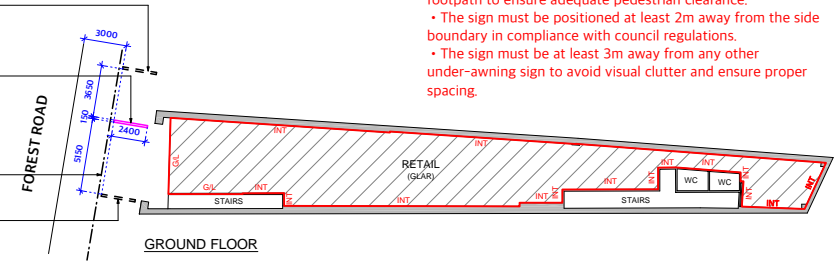 footpath to ensure adequate pedestrian clearance.
• The sign must be positioned at least 2m away from the side
boundary in compliance with council regulations.
• The sign must be at least 3m away from any other
under-awning sign to avoid visual clutter and ensure proper
spacing.
3000
3650
150
2400
5150
FOREST ROAD
INT
INT
INT
G/L
RETAIL
(GLAR)
INT
INT
INT
INT
INT
WC
WC
INT
INT
G/L
INT
INT
INT
STAIRS
INT
INT
INT
STAIRS
INT
GROUND FLOOR